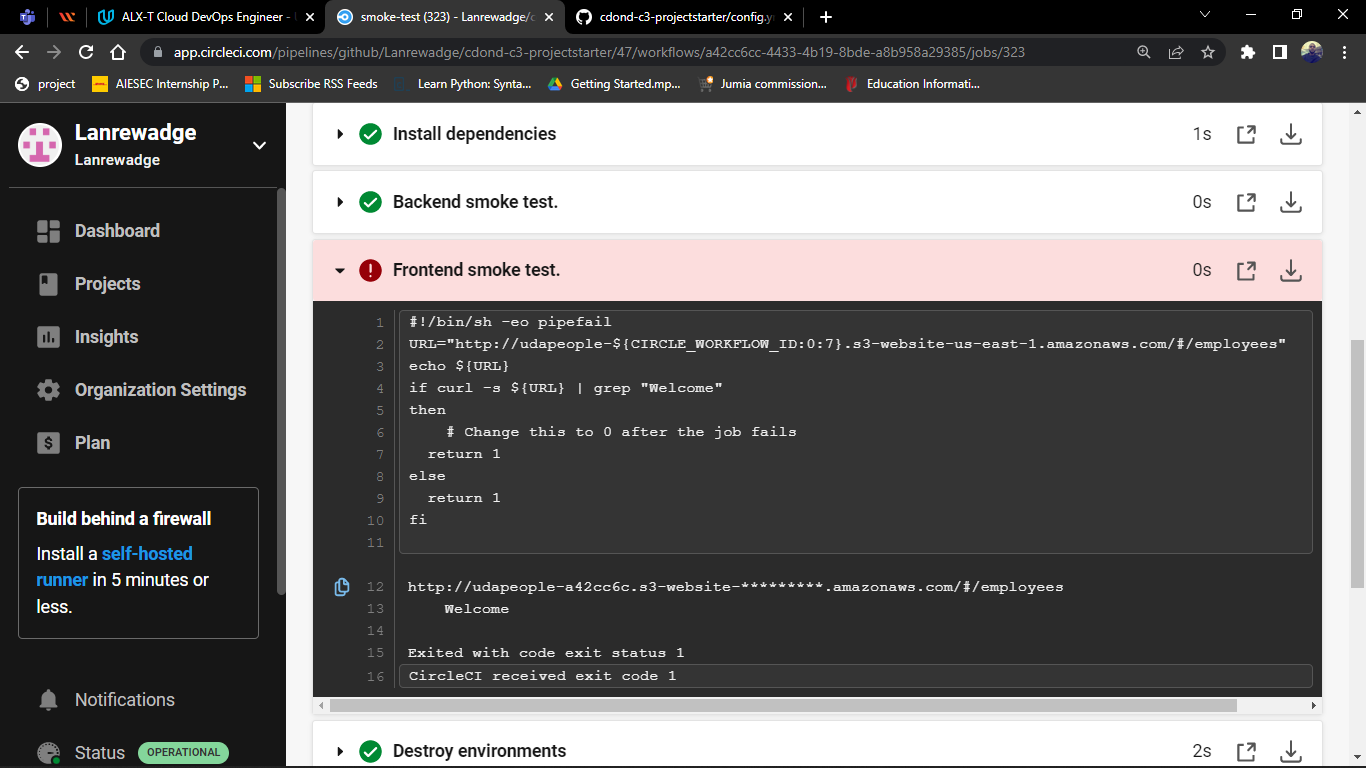 ALX-T Cloud DevOps Engineer -
smoke-test (323) - Lanrewadge/c
cdond-c3-projectstarter/config.y
app.circleci.com/pipelines/github/Lanrewadge/cdond-c3-projectstarter/47/workflows/a42cc6cc-4433-4b19-8bde-a8b958a29385/jobs/323
project
AIESEC Internship P...
Subscribe RSS Feeds
Learn Python: Synta...
Getting Started.mp...
Jumia commission...
Education Informati...
Lanrewadge
Lanrewadge
Dashboard
Projects
Insights
Organization Settings
Plan
Build behind a firewall
Install a self-hosted
runner in 5 minutes or
less.
Notifications
Status OPERATIONAL
Install dependencies 1s
Backend smoke test. 0s
Frontend smoke test. 0s
1 #!/bin/sh -eo pipefail
2 URL="http://udapeople-${CIRCLE_WORKFLOW_ID:0:7}.s3-website-us-east-1.amazonaws.com/#/employees"
3 echo ${URL}
4 if curl -s ${URL} | grep "Welcome"
5 then
6 # Change this to 0 after the job fails
7 return 1
8 else
9 return 1
10 fi
11
12 http://udapeople-a42cc6c.s3-website-*********.amazonaws.com/#/employees
13 Welcome
14
15 Exited with code exit status 1
16 CircleCI received exit code 1
Destroy environments 2s